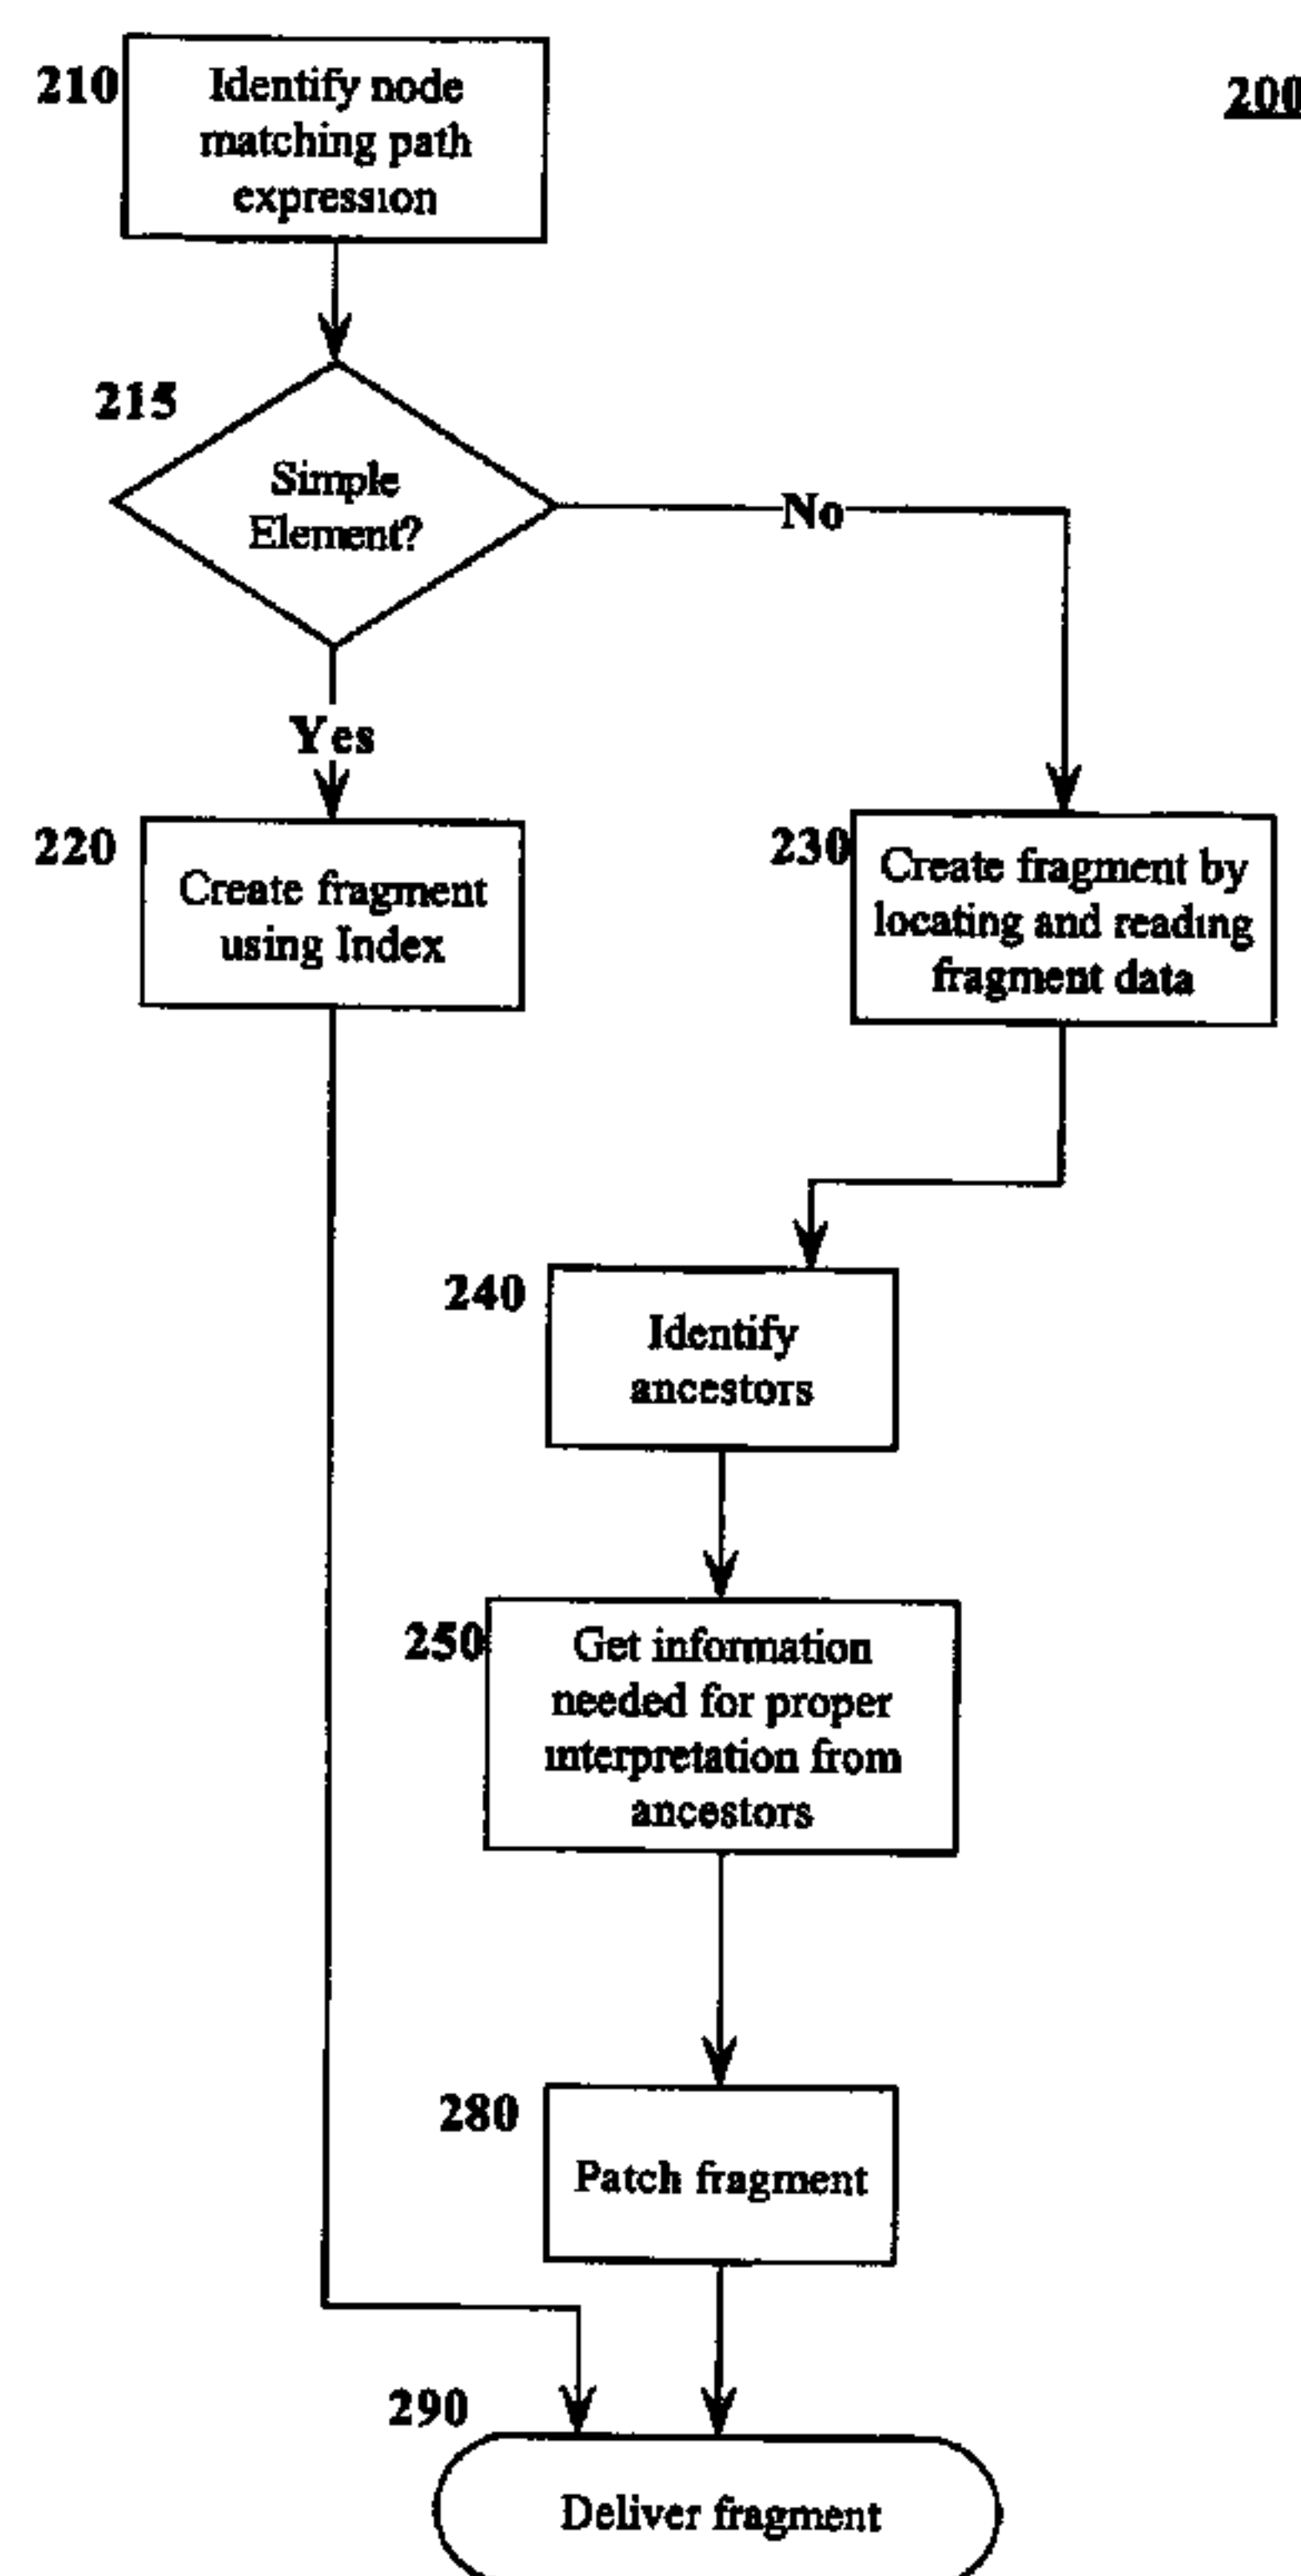 200
210
Identify node
matching path
expression
215
Simple
Element?
No
Yes
220
Create fragment
using Index
230
Create fragment by
locating and reading
fragment data
240
Identify
ancestors
250
Get information
needed for proper
interpretation from
ancestors
280
Patch fragment
290
Deliver fragment